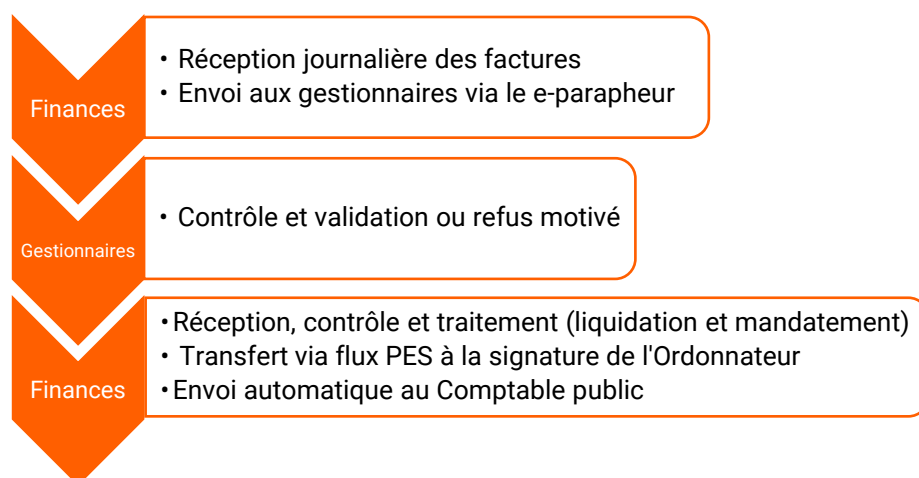 Finances
• Réception journalière des factures
• Envoi aux gestionnaires via le e-parapheur
Gestionnaires
• Contrôle et validation ou refus motivé
Finances
• Réception, contrôle et traitement (liquidation et mandatement)
• Transfert via flux PES à la signature de l'Ordonnateur
• Envoi automatique au Comptable public